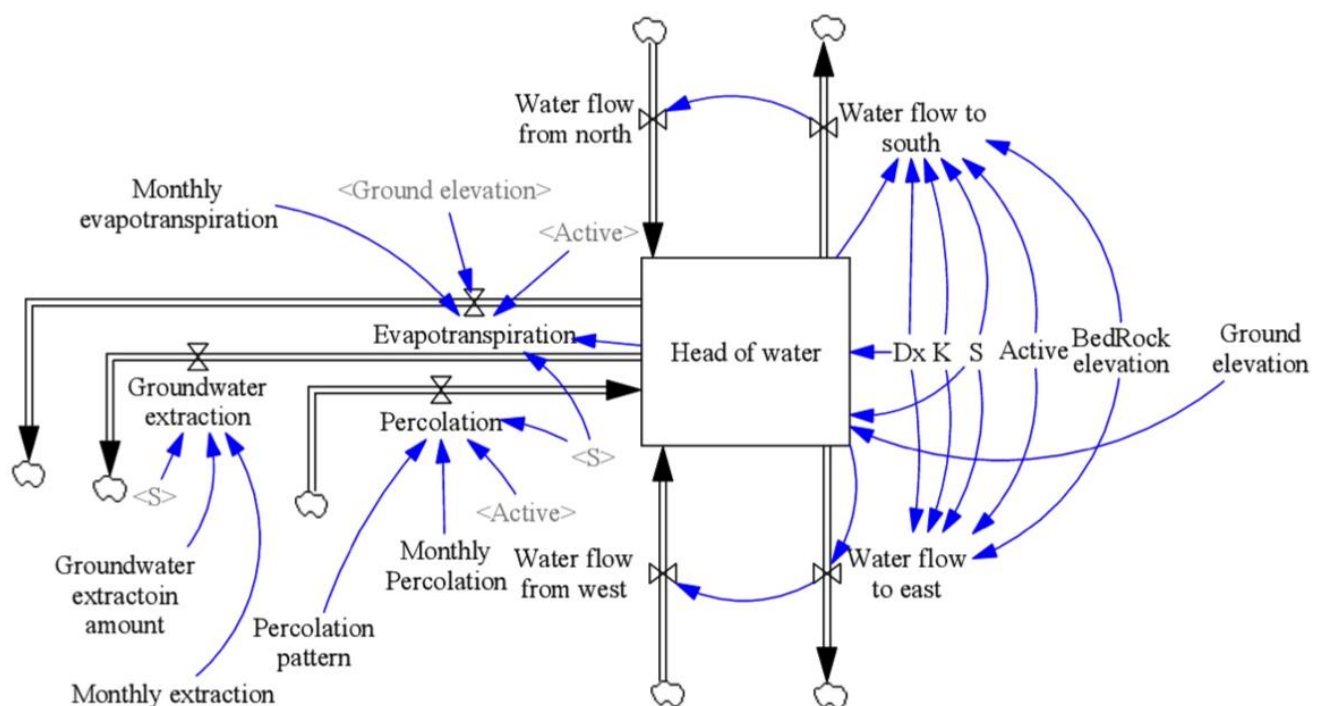 Water flow
from north
Water flow to
south
Monthly
evapotranspiration
<Ground elevation>
<Active>
Evapotranspiration
Head of water
Dx
K
S
Active
BedRock
elevation
Ground
elevation
Groundwater
extraction
Percolation
<S>
<S>
<Active>
Groundwater
extractoin
amount
Monthly
Percolation
Water flow
from west
Water flow
to east
Percolation
pattern
Monthly extraction